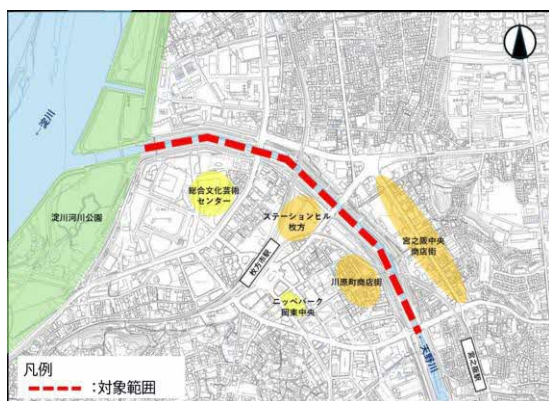 ←淀川
淀川河川公園
総合文化芸術
センター
ステーションヒル
枚方
枚方市駅
宮之阪中央
商店街
川原町商店街
ニッペパーク
岡東中央
←天野川
宮之阪駅
凡例
:対象範囲